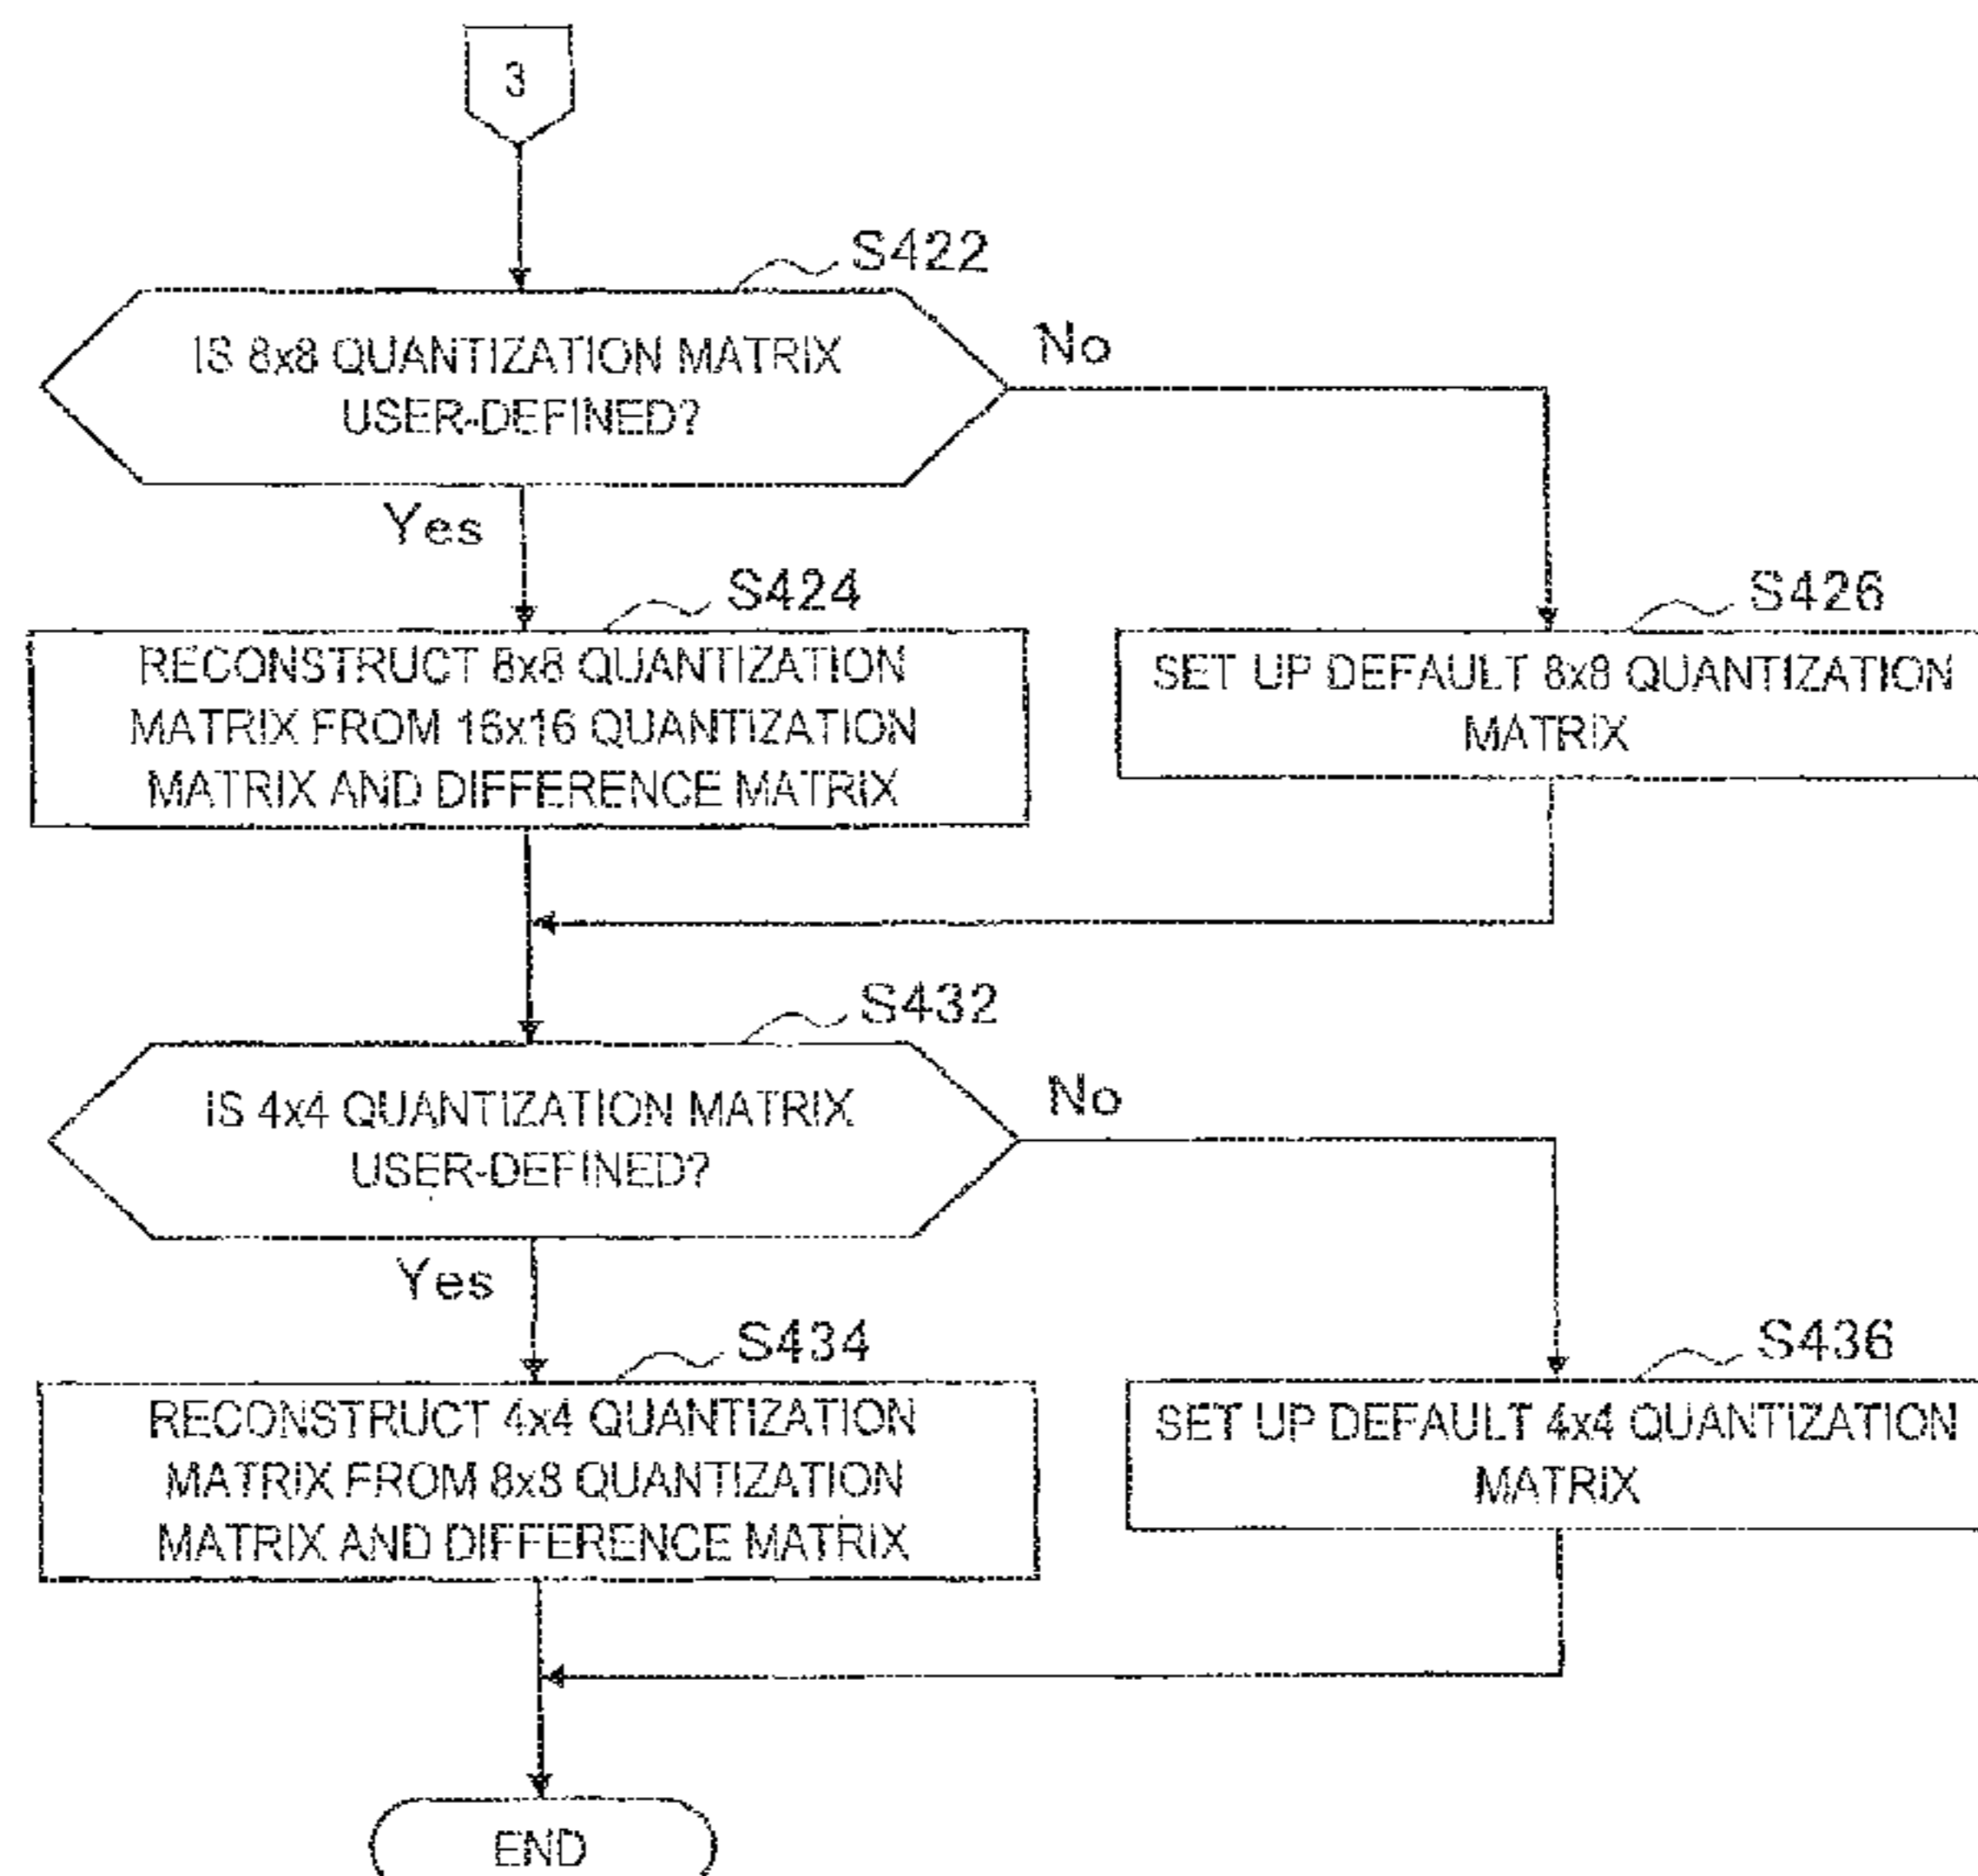 3
S422
IS 8x8 QUANTIZATION MATRIX
USER-DEFINED?
No
Yes
S424
RECONSTRUCT 8x8 QUANTIZATION
MATRIX FROM 16x16 QUANTIZATION
MATRIX AND DIFFERENCE MATRIX
S426
SET UP DEFAULT 8x8 QUANTIZATION
MATRIX
S432
IS 4x4 QUANTIZATION MATRIX
USER-DEFINED?
No
Yes
S434
RECONSTRUCT 4x4 QUANTIZATION
MATRIX FROM 8x8 QUANTIZATION
MATRIX AND DIFFERENCE MATRIX
S436
SET UP DEFAULT 4x4 QUANTIZATION
MATRIX
END